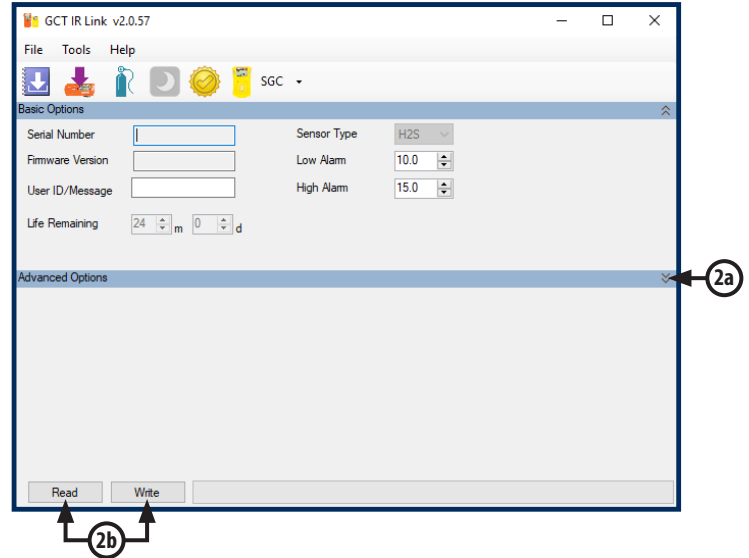 GCT IR Link v2.0.57
File Tools Help
SGC
Basic Options
Serial Number Sensor Type H2S
Firmware Version Low Alarm 10.0
User ID/Message High Alarm 15.0
Life Remaining 24 m 0 d
Advanced Options
2a
Read Write
2b